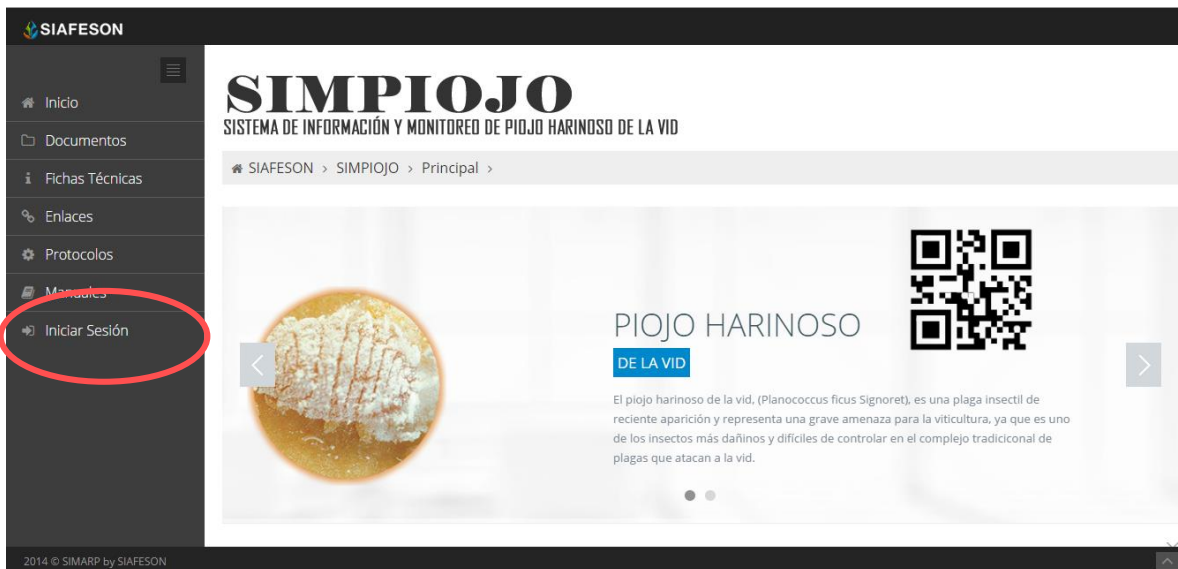 SIAFESON
Inicio
Documentos
Fichas Técnicas
Enlaces
Protocolos
Manuales
Iniciar Sesión
SIMPIOJO
SISTEMA DE INFORMACIÓN Y MONITOREO DE PIOJO HARINOSO DE LA VID
SIAFESON > SIMPIOJO > Principal >
PIOJO HARINOSO
DE LA VID
El piojo harinoso de la vid, (Planococcus ficus Signoret), es una plaga insectil de
reciente aparición y representa una grave amenaza para la viticultura, ya que es uno
de los insectos más dañinos y difíciles de controlar en el complejo tradiciconal de
plagas que atacan a la vid.
2014 © SIMARP by SIAFESON